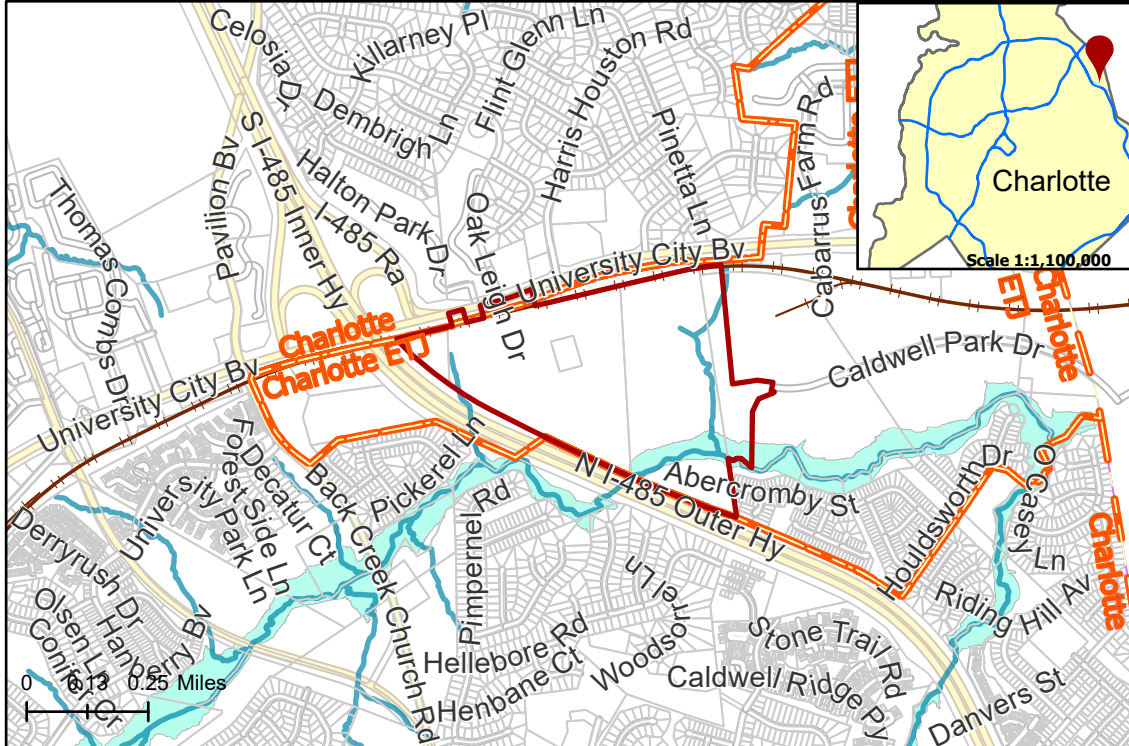 Celosia Dr
Killarney Pl
Flint Glenn Ln
Harris Houston Rd
Dembrigh Ln
Pinetta Ln
Cabarrus Farm Rd
Charlotte
Scale 1:1,100,000
Thomas Combs Dr
Pavilion Bv
S I-485 Inner Hy
I-485 Ra
Halton Park Dr
Oak Leigh Dr
University City Bv
Charlotte
Charlotte ETJ
Charlotte
ETJ
Caldwell Park Dr
University City Bv
Forest Side Ln
Decatur Ct
Back Creek Church Rd
Pickerel Ln
Pimpernel Rd
N I-485 Outer Hy
Abercromby St
Houldsworth Dr
O Casey Ln
Charlotte
Derryrush Dr
University Park Ln
Olsen Ln
Conifer Cr
Hanberry Bv
Hellebore Rd
Henbane Ct
Woodsorrel Ln
Stone Trail Rd
Caldwell Ridge Py
Riding Hill Av
Danvers St
0 0.13 0.25 Miles